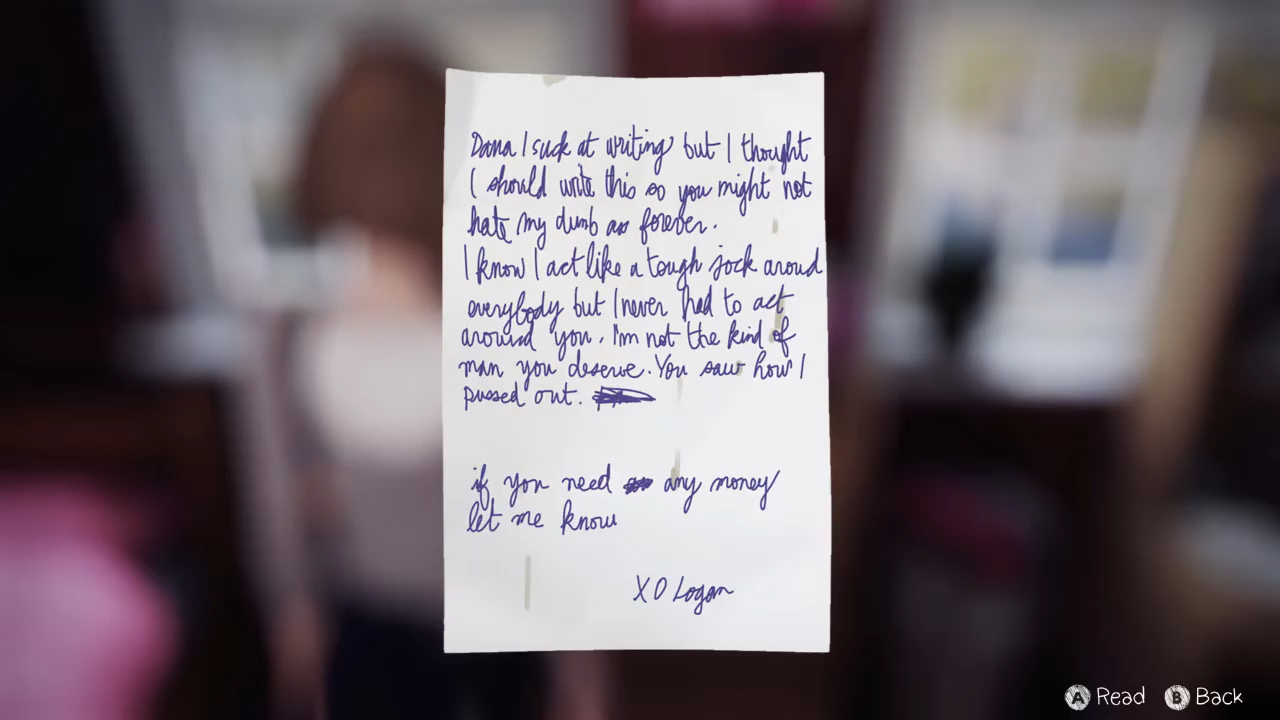 Dana I suck at writing but I thought
I should write this so you might not
hate my dumb ass forever.
I know I act like a tough jock aroud
everybody but I never had to act
around you. I'm not the kind of
man you deserve. You saw how I
pussed out.
if you need any money
let me know
XO Logan
A Read B Back